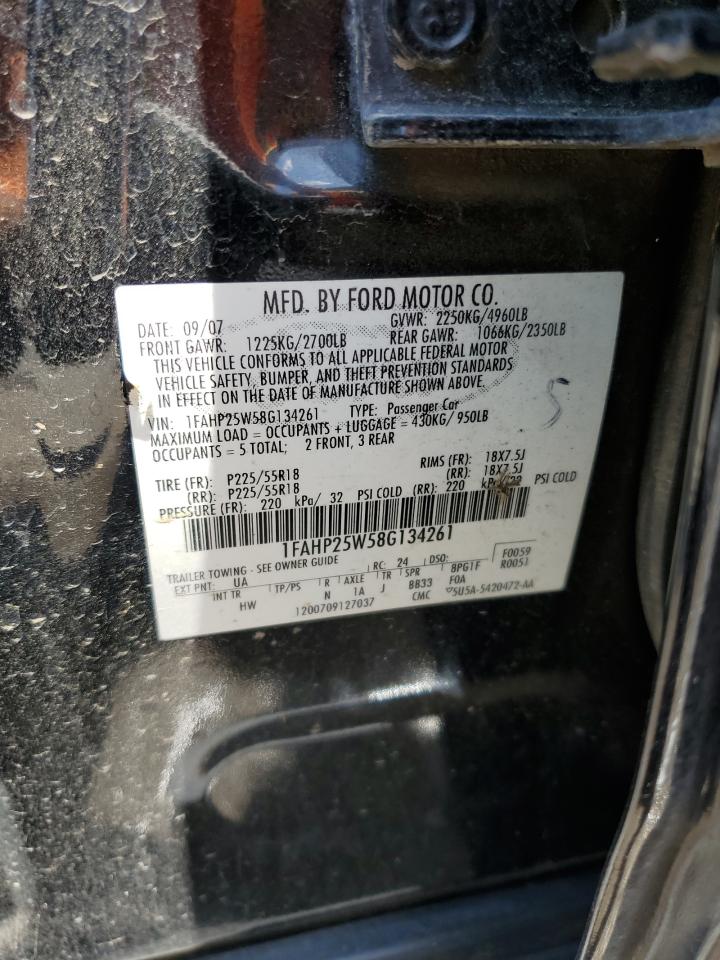 MFD. BY FORD MOTOR CO.
DATE: 09/07 GVWR: 2250KG/4960LB
FRONT GAWR: 1225KG/2700LB REAR GAWR: 1066KG/2350LB
THIS VEHICLE CONFORMS TO ALL APPLICABLE FEDERAL MOTOR
VEHICLE SAFETY, BUMPER, AND THEFT PREVENTION STANDARDS
IN EFFECT ON THE DATE OF MANUFACTURE SHOWN ABOVE.
VIN: 1FAHP25W58G134261 TYPE: Passenger Car
MAXIMUM LOAD = OCCUPANTS + LUGGAGE = 430KG/ 950LB
OCCUPANTS = 5 TOTAL; 2 FRONT, 3 REAR
TIRE (FR): P225/55R18 RIMS (FR): 18X7.5J
(RR): P225/55R18 (RR): 18X7.5J
PRESSURE (FR): 220 kPa/ 32 PSI COLD (RR): 220 kPa/32 PSI COLD
1FAHP25W58G134261
F0059
R0051
TRAILER TOWING - SEE OWNER GUIDE
EXT PNT: UA RC: 24 DSO: 8PG1F
INT TR TP/PS R AXLE TR SPR F0A
HW N 1A J BB33 5U5A-5420472-AA
1200709127037 CMC